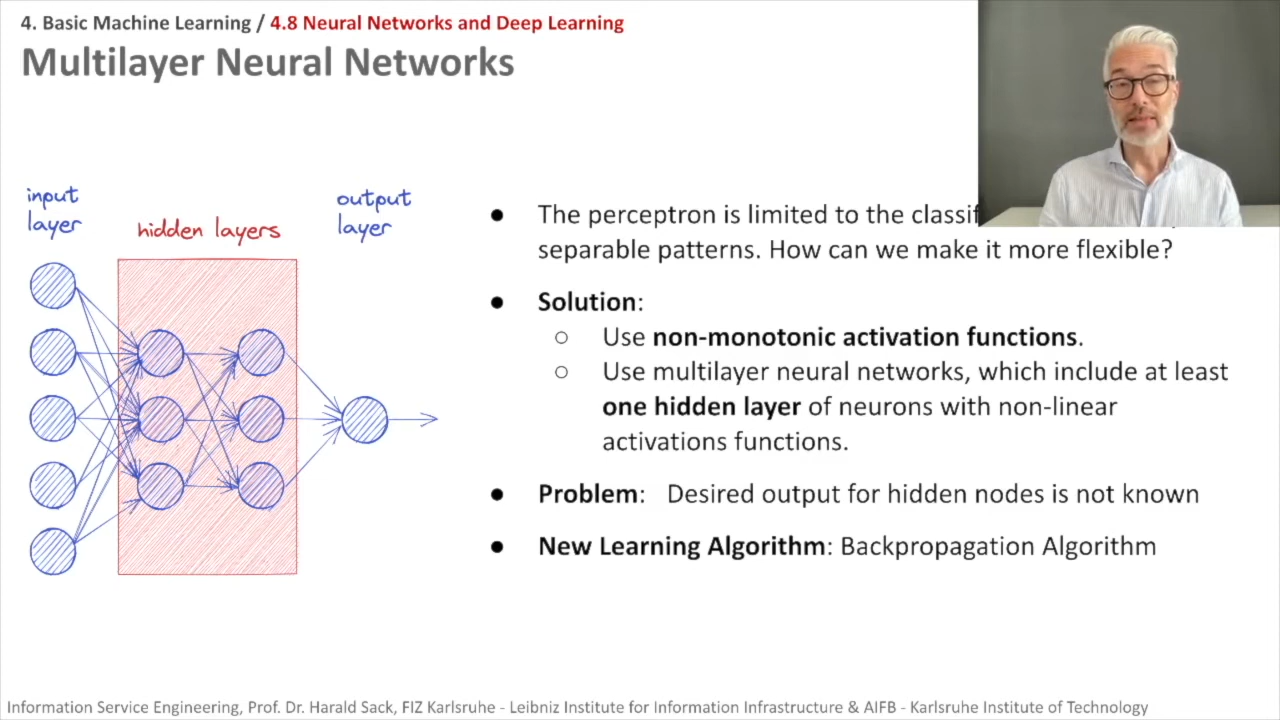 4. Basic Machine Learning / 4.8 Neural Networks and Deep Learning
Multilayer Neural Networks
input
layer
hidden layers
output
layer
● The perceptron is limited to the
separable patterns. How can we make it more flexible?
● Solution:
○ Use non-monotonic activation functions.
○ Use multilayer neural networks, which include at least
one hidden layer of neurons with non-linear
activations functions.
● Problem: Desired output for hidden nodes is not known
● New Learning Algorithm: Backpropagation Algorithm
Information Service Engineering, Prof. Dr. Harald Sack, FIZ Karlsruhe - Leibniz Institute for Information Infrastructure & AIFB - Karlsruhe Institute of Technology